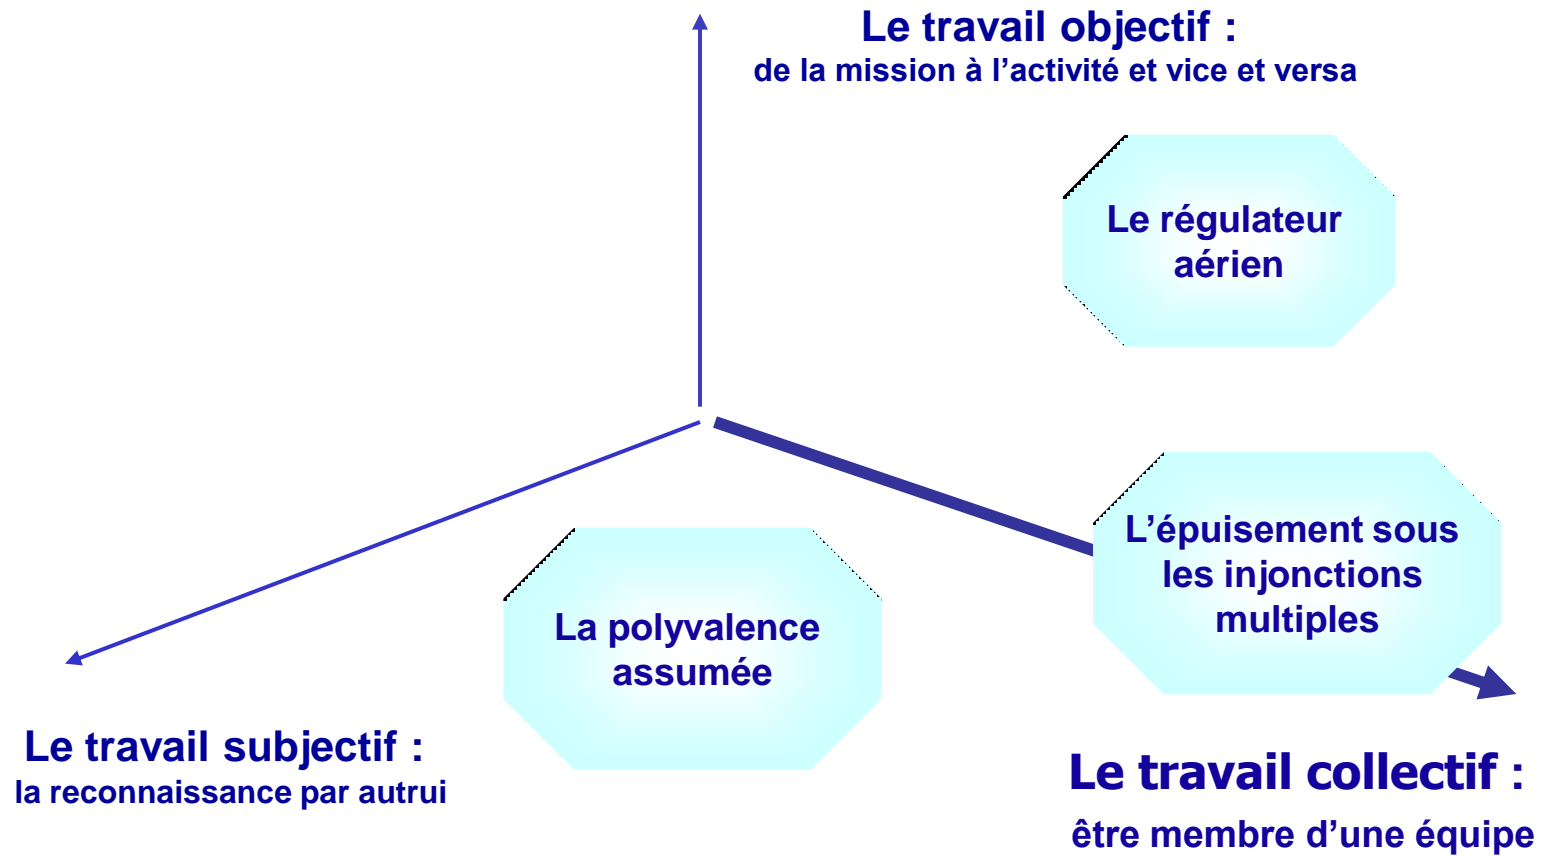 Le travail objectif :
de la mission à l’activité et vice et versa
Le régulateur
aérien
L’épuisement sous
les injonctions
multiples
La polyvalence
assumée
Le travail subjectif :
la reconnaissance par autrui
Le travail collectif :
être membre d’une équipe